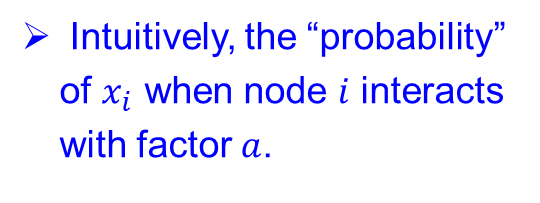 ➢ Intuitively, the “probability”
of xᵢ when node i interacts
with factor a.